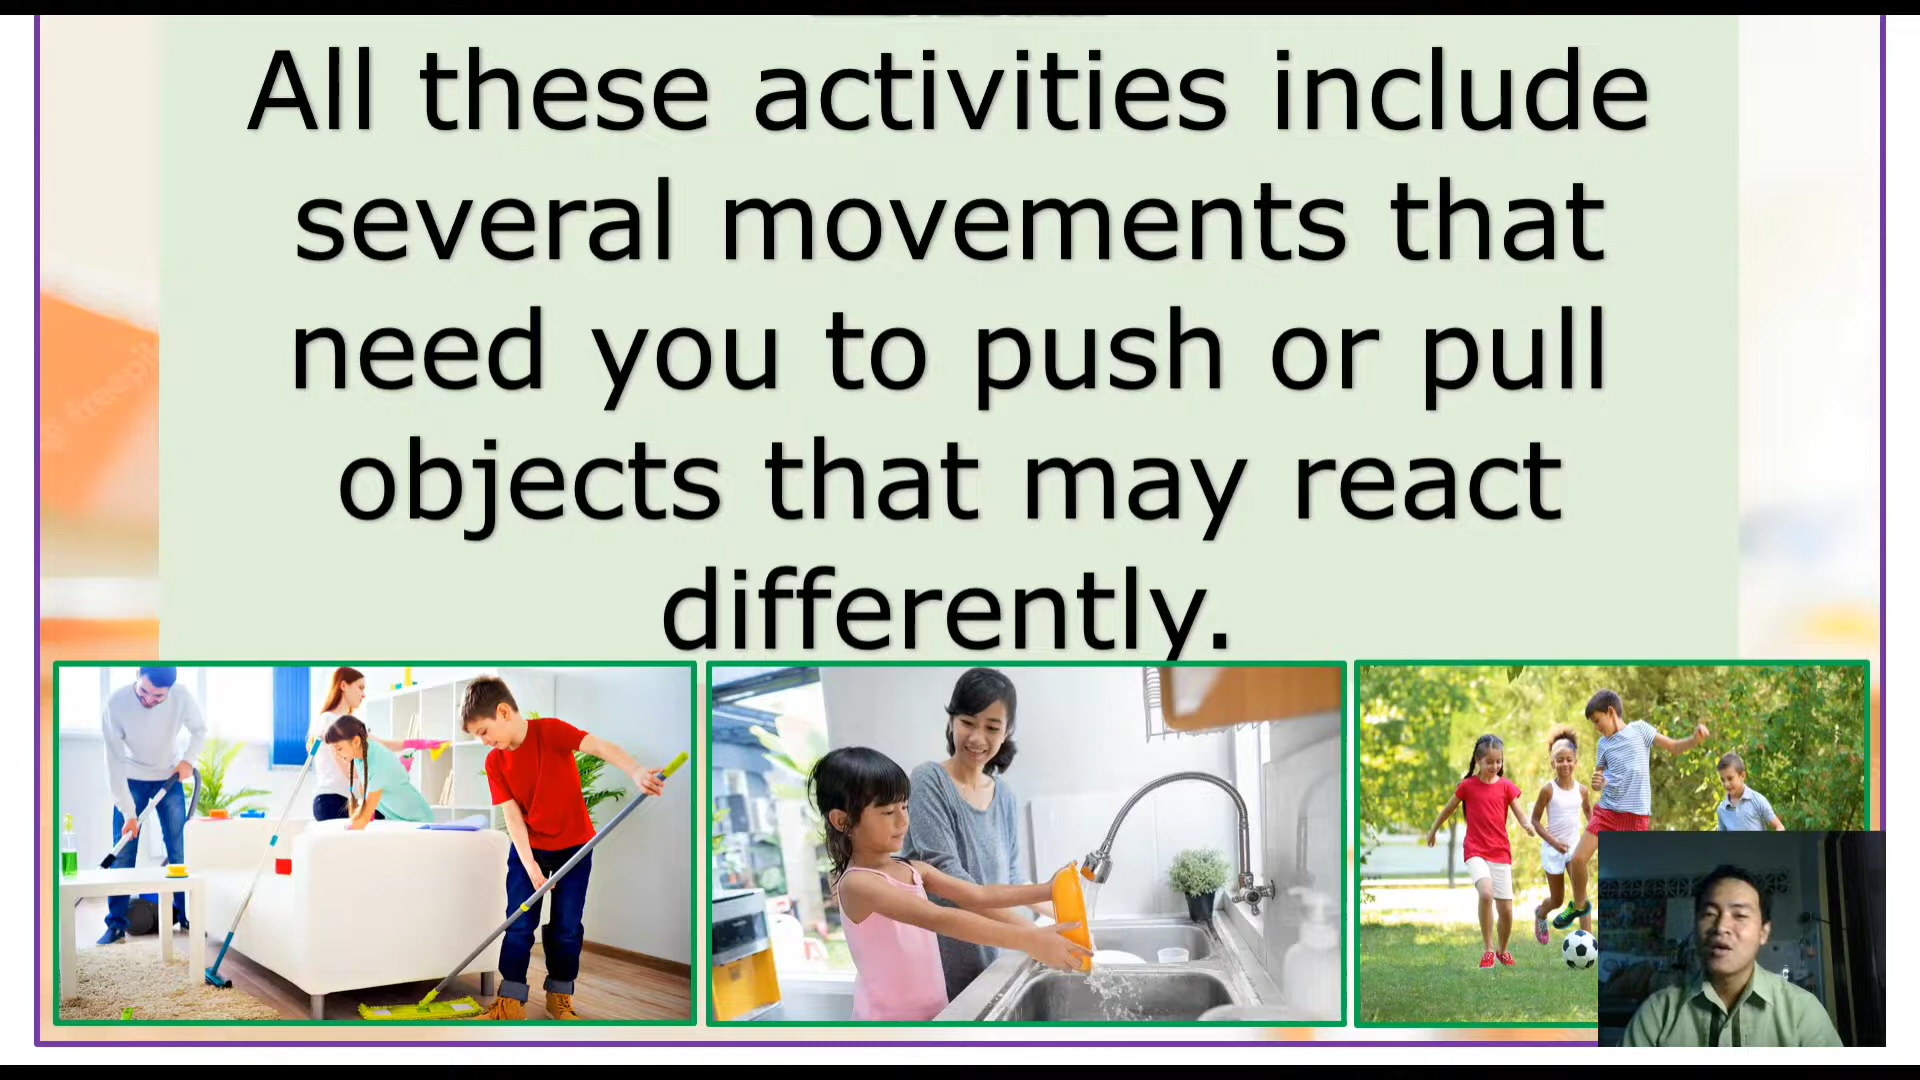 All these activities include
several movements that
need you to push or pull
objects that may react
differently.